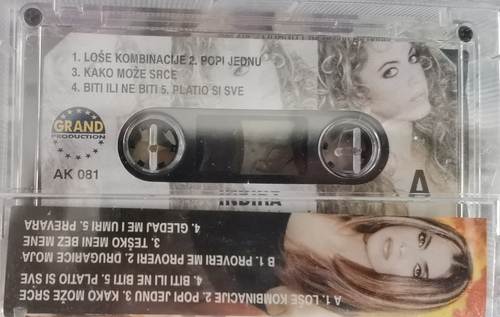 1. LOŠE KOMBINACIJE 2. POPI JEDNU
3. KAKO MOŽE SRCE
4. BITI ILI NE BITI 5. PLATIO SI SVE
GRAND
PRODUCTION
AK 081
A
INDIRA
A 1. LOŠE KOMBINACIJE 2. POPI JEDNU 3. KAKO MOŽE SRCE
4. BITI ILI NE BITI 5. PLATIO SI SVE
B 1. PROVERI ME PROVERI 2. DRUGARICE MOJA
3. TEŠKO MENI BEZ MENE
4. GLEDAJ ME I UMRI 5. PREVARA